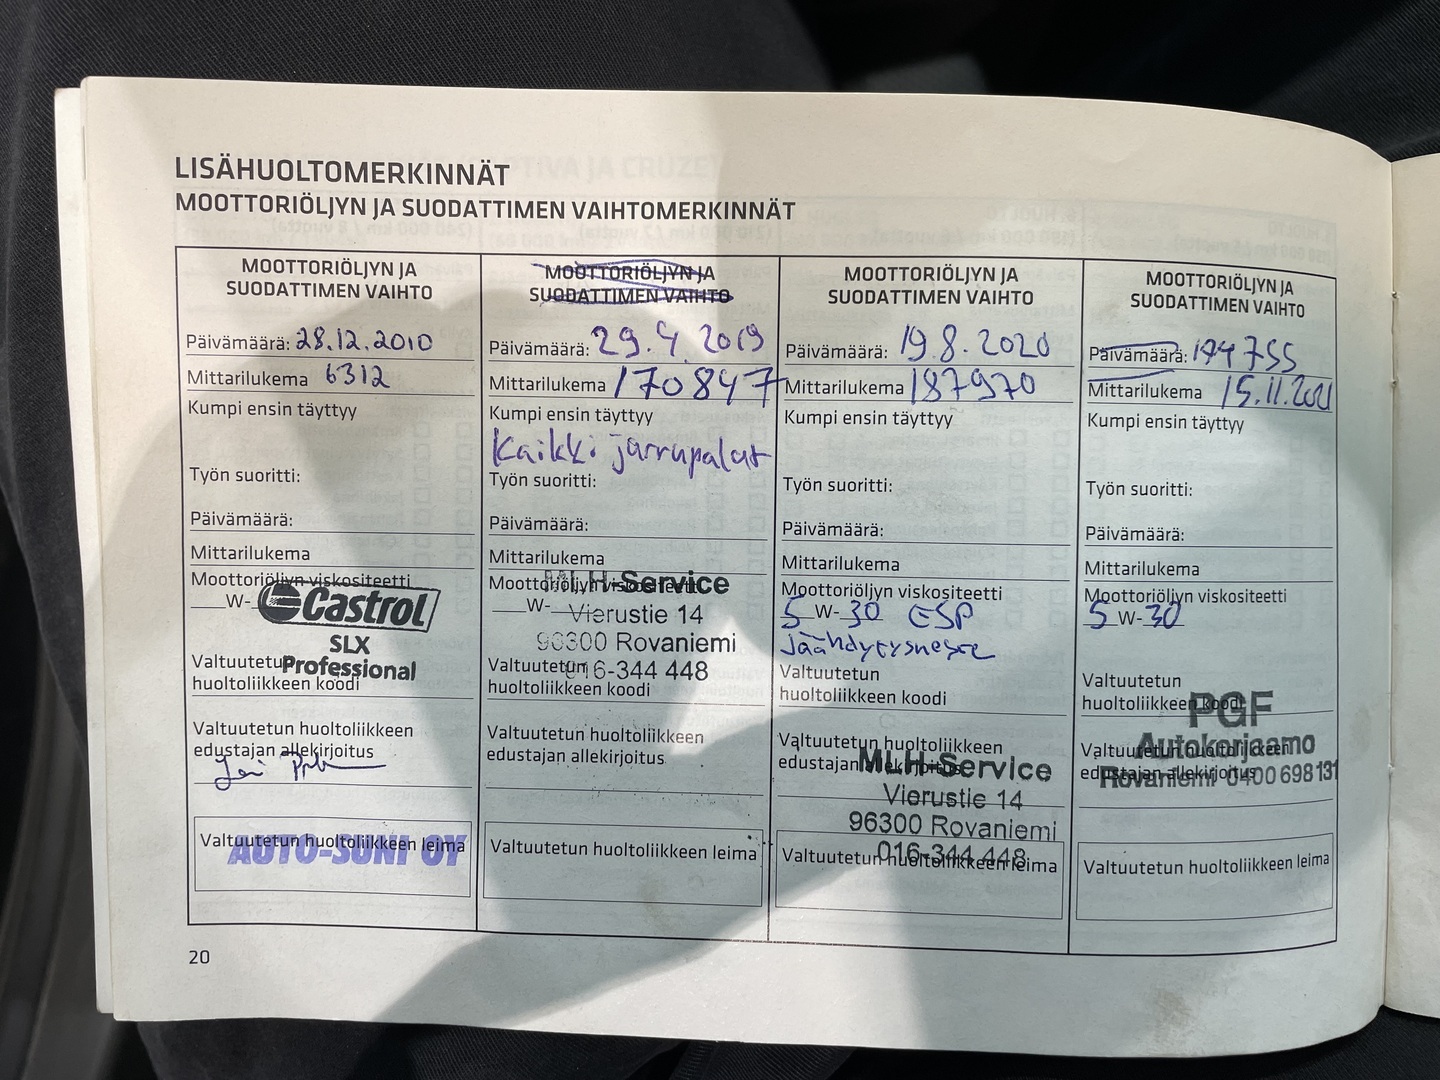 LISÄHUOLTOMERKINNÄT
MOOTTORIÖLJYN JA SUODATTIMEN VAIHTOMERKINNÄT
MOOTTORIÖLJYN JA
SUODATTIMEN VAIHTO
Päivämäärä: 28.12.2010
Mittarilukema 6312
Kumpi ensin täyttyy
Työn suoritti:
Päivämäärä:
Mittarilukema
Moottoriöljyn viskositeetti
___W-
Castrol
SLX
Professional
Valtuutetun
huoltoliikkeen koodi
Valtuutetun huoltoliikkeen
edustajan allekirjoitus
Valtuutetun huoltoliikkeen leima
AUTO-SUNI OY
MOOTTORIÖLJYN JA
SUODATTIMEN VAIHTO
Päivämäärä: 29.4.2019
Mittarilukema 170847
Kumpi ensin täyttyy
Kaikki jarrupalat
Työn suoritti:
Päivämäärä:
Mittarilukema
Moottoriöljyn viskositeetti
___W-___
MLH-Service
Vierustie 14
96300 Rovaniemi
016-344 448
Valtuutetun
huoltoliikkeen koodi
Valtuutetun huoltoliikkeen
edustajan allekirjoitus
Valtuutetun huoltoliikkeen leima
MOOTTORIÖLJYN JA
SUODATTIMEN VAIHTO
Päivämäärä: 19.8.2020
Mittarilukema 187970
Kumpi ensin täyttyy
Työn suoritti:
Päivämäärä:
Mittarilukema
Moottoriöljyn viskositeetti
5 W-30 ESP
Jäähdytysneste
Valtuutetun
huoltoliikkeen koodi
Valtuutetun huoltoliikkeen
edustajan allekirjoitus
MLH-Service
Vierustie 14
96300 Rovaniemi
016-344 448
Valtuutetun huoltoliikkeen leima
MOOTTORIÖLJYN JA
SUODATTIMEN VAIHTO
Päivämäärä: 194755
Mittarilukema 15.11.2021
Kumpi ensin täyttyy
Työn suoritti:
Päivämäärä:
Mittarilukema
Moottoriöljyn viskositeetti
5 W-30
Valtuutetun
huoltoliikkeen koodi
PGF
Autokorjaamo
Rovaniemi 0400 698 131
Valtuutetun huoltoliikkeen
edustajan allekirjoitus
Valtuutetun huoltoliikkeen leima
20